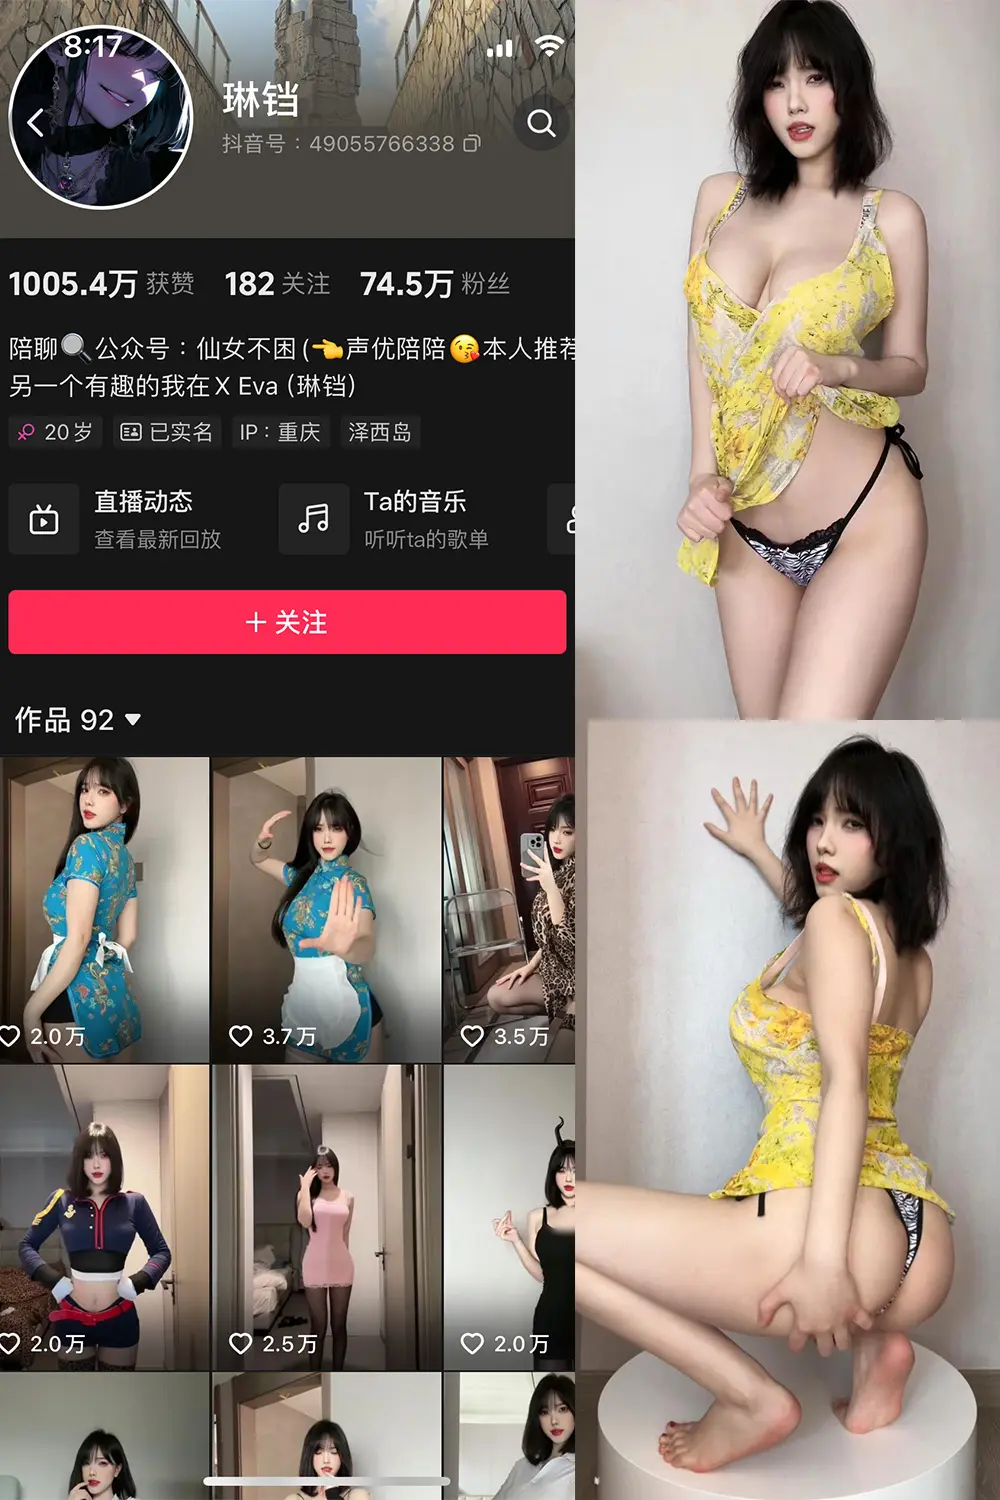 8:17
琳铛
抖音号：49055766338
1005.4万 获赞 182 关注 74.5万 粉丝
陪聊🔍公众号：仙女不困(👈声优陪陪😘本人推荐
另一个有趣的我在X Eva (琳铛)
20岁 已实名 IP：重庆 泽西岛
直播动态 Ta的音乐
查看最新回放 听听ta的歌单
＋关注
作品 92
2.0万 3.7万 3.5万
2.0万 2.5万 2.0万